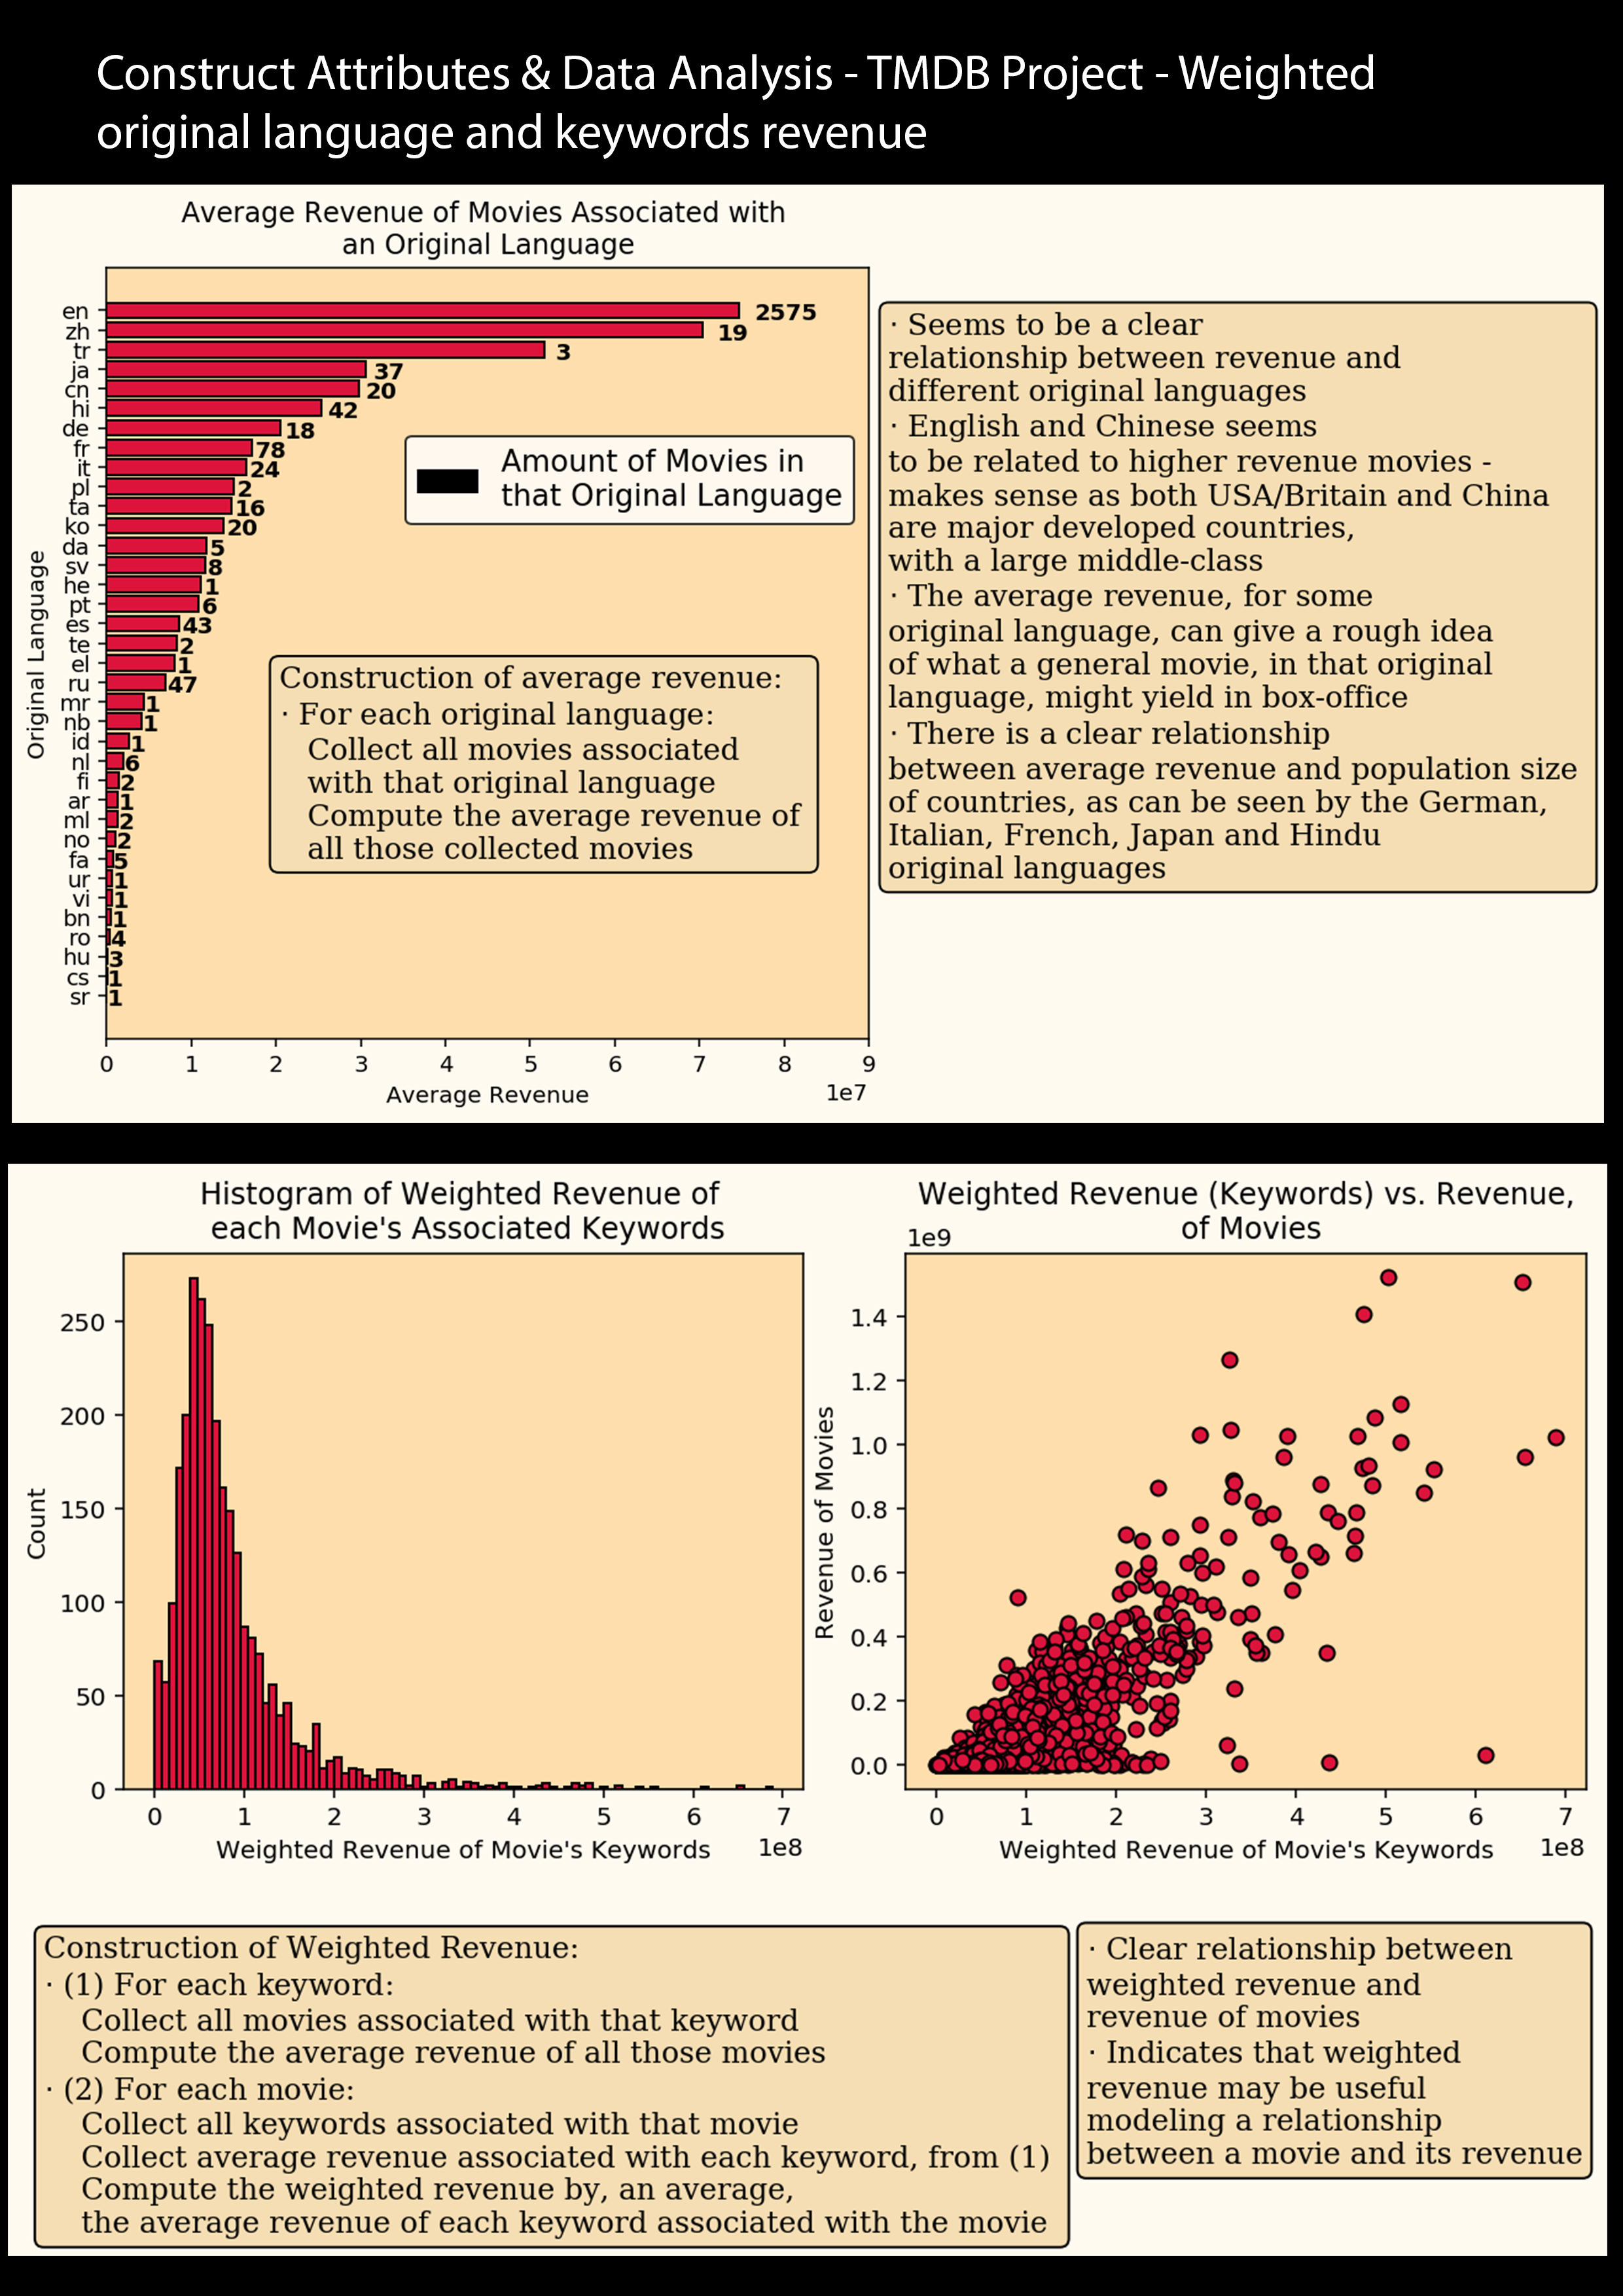 Construct Attributes & Data Analysis - TMDB Project - Weighted
original language and keywords revenue
Average Revenue of Movies Associated with
an Original Language
Original Language
en 2575
zh 19
tr 3
ja 37
cn 20
hi 42
de 18
fr 78
it 24
pl 2
ta 16
ko 20
da 5
sv 8
he 1
pt 6
es 43
te 2
el 1
ru 47
mr 1
nb 1
id 1
nl 6
fi 2
ar 1
ml 2
no 2
fa 5
ur 1
vi 1
bn 1
ro 4
hu 3
cs 1
sr 1
0 1 2 3 4 5 6 7 8 9
Average Revenue
1e7
Amount of Movies in
that Original Language
Construction of average revenue:
· For each original language:
Collect all movies associated
with that original language
Compute the average revenue of
all those collected movies
· Seems to be a clear
relationship between revenue and
different original languages
· English and Chinese seems
to be related to higher revenue movies -
makes sense as both USA/Britain and China
are major developed countries,
with a large middle-class
· The average revenue, for some
original language, can give a rough idea
of what a general movie, in that original
language, might yield in box-office
· There is a clear relationship
between average revenue and population size
of countries, as can be seen by the German,
Italian, French, Japan and Hindu
original languages
Histogram of Weighted Revenue of
each Movie's Associated Keywords
Count
250
200
150
100
50
0
0 1 2 3 4 5 6 7
Weighted Revenue of Movie's Keywords
1e8
Weighted Revenue (Keywords) vs. Revenue,
of Movies
1e9
Revenue of Movies
1.4
1.2
1.0
0.8
0.6
0.4
0.2
0.0
0 1 2 3 4 5 6 7
Weighted Revenue of Movie's Keywords
1e8
Construction of Weighted Revenue:
· (1) For each keyword:
Collect all movies associated with that keyword
Compute the average revenue of all those movies
· (2) For each movie:
Collect all keywords associated with that movie
Collect average revenue associated with each keyword, from (1)
Compute the weighted revenue by, an average,
the average revenue of each keyword associated with the movie
· Clear relationship between
weighted revenue and
revenue of movies
· Indicates that weighted
revenue may be useful
modeling a relationship
between a movie and its revenue